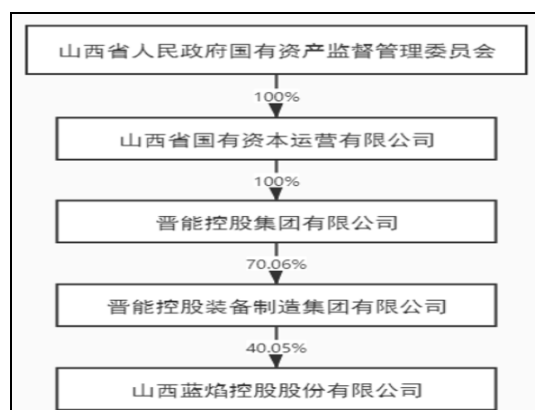 山西省人民政府国有资产监督管理委员会
100%
山西省国有资本运营有限公司
100%
晋能控股集团有限公司
70.06%
晋能控股装备制造集团有限公司
40.05%
山西蓝焰控股股份有限公司